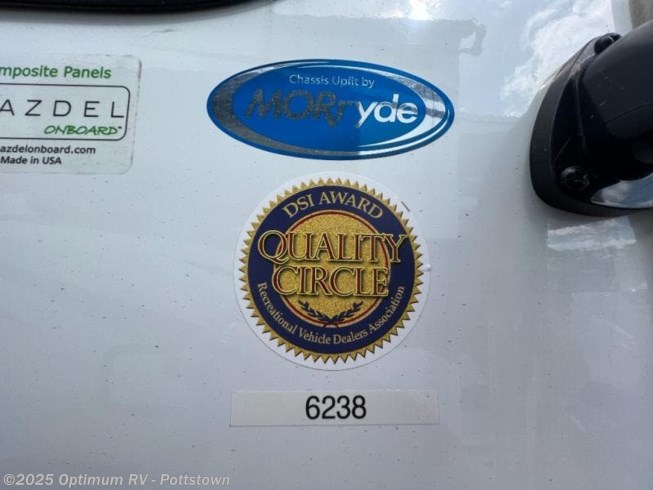 omposite Panels
AZDEL
ONBOARD
azdelonboard.com
Made in USA
Chassis Upfit by
MORryde
DSI AWARD
QUALITY
CIRCLE
Recreational Vehicle Dealers Association
6238
©2025 Optimum RV - Pottstown